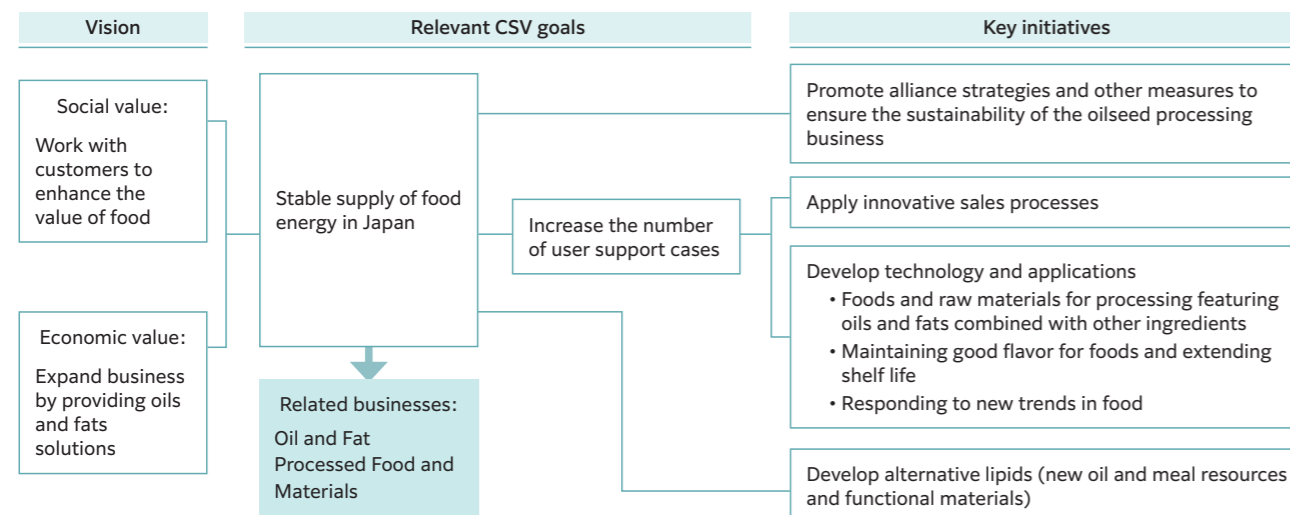 Vision
Relevant CSV goals
Key initiatives
Social value:
Work with
customers to
enhance the
value of food
Economic value:
Expand business
by providing oils
and fats
solutions
Stable supply of food
energy in Japan
Related businesses:
Oil and Fat
Processed Food and
Materials
Increase the number
of user support cases
Promote alliance strategies and other measures to
ensure the sustainability of the oilseed processing
business
Apply innovative sales processes
Develop technology and applications
• Foods and raw materials for processing featuring
oils and fats combined with other ingredients
• Maintaining good flavor for foods and extending
shelf life
• Responding to new trends in food
Develop alternative lipids (new oil and meal resources
and functional materials)